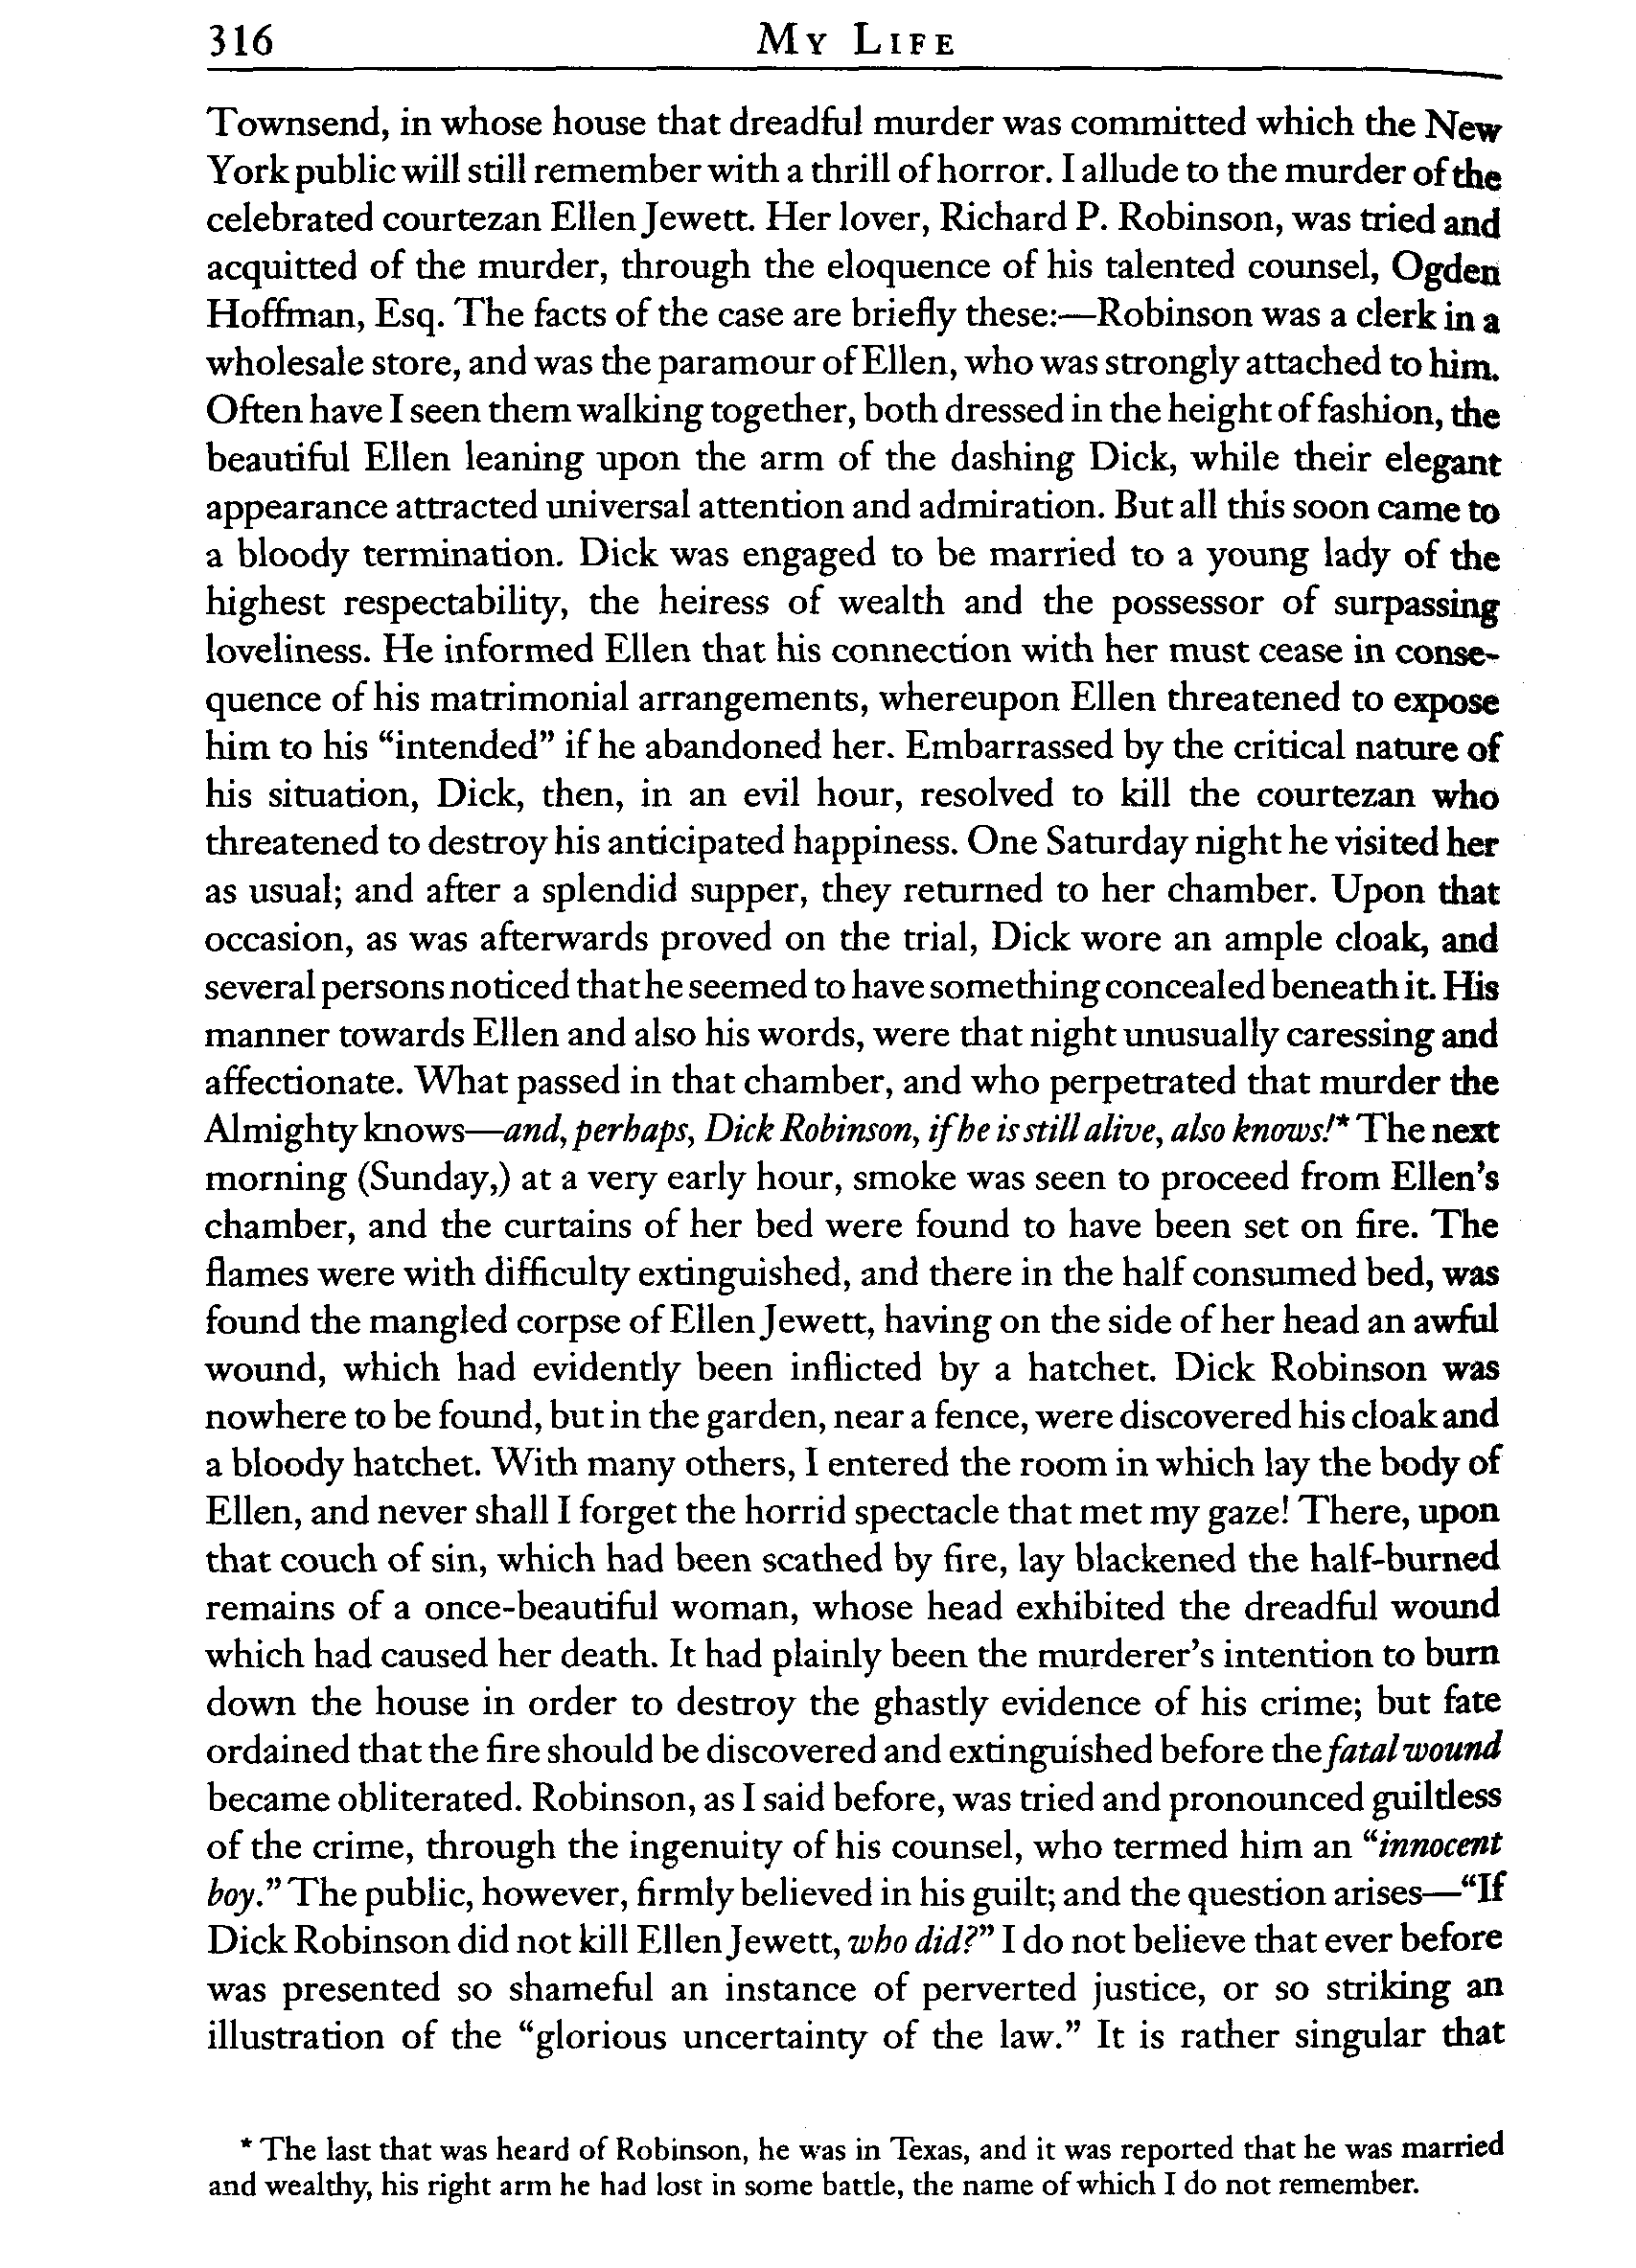 316 MY LIFE
Townsend, in whose house that dreadful murder was committed which the New
York public will still remember with a thrill of horror. I allude to the murder of the
celebrated courtezan Ellen Jewett. Her lover, Richard P. Robinson, was tried and
acquitted of the murder, through the eloquence of his talented counsel, Ogden
Hoffman, Esq. The facts of the case are briefly these:—Robinson was a clerk in a
wholesale store, and was the paramour of Ellen, who was strongly attached to him.
Often have I seen them walking together, both dressed in the height of fashion, the
beautiful Ellen leaning upon the arm of the dashing Dick, while their elegant
appearance attracted universal attention and admiration. But all this soon came to
a bloody termination. Dick was engaged to be married to a young lady of the
highest respectability, the heiress of wealth and the possessor of surpassing
loveliness. He informed Ellen that his connection with her must cease in conse-
quence of his matrimonial arrangements, whereupon Ellen threatened to expose
him to his “intended” if he abandoned her. Embarrassed by the critical nature of
his situation, Dick, then, in an evil hour, resolved to kill the courtezan who
threatened to destroy his anticipated happiness. One Saturday night he visited her
as usual; and after a splendid supper, they returned to her chamber. Upon that
occasion, as was afterwards proved on the trial, Dick wore an ample cloak, and
several persons noticed that he seemed to have something concealed beneath it. His
manner towards Ellen and also his words, were that night unusually caressing and
affectionate. What passed in that chamber, and who perpetrated that murder the
Almighty knows—and, perhaps, Dick Robinson, if he is still alive, also knows!* The next
morning (Sunday,) at a very early hour, smoke was seen to proceed from Ellen’s
chamber, and the curtains of her bed were found to have been set on fire. The
flames were with difficulty extinguished, and there in the half consumed bed, was
found the mangled corpse of Ellen Jewett, having on the side of her head an awful
wound, which had evidently been inflicted by a hatchet. Dick Robinson was
nowhere to be found, but in the garden, near a fence, were discovered his cloak and
a bloody hatchet. With many others, I entered the room in which lay the body of
Ellen, and never shall I forget the horrid spectacle that met my gaze! There, upon
that couch of sin, which had been scathed by fire, lay blackened the half-burned
remains of a once-beautiful woman, whose head exhibited the dreadful wound
which had caused her death. It had plainly been the murderer’s intention to burn
down the house in order to destroy the ghastly evidence of his crime; but fate
ordained that the fire should be discovered and extinguished before the fatal wound
became obliterated. Robinson, as I said before, was tried and pronounced guiltless
of the crime, through the ingenuity of his counsel, who termed him an “innocent
boy.” The public, however, firmly believed in his guilt; and the question arises—“If
Dick Robinson did not kill Ellen Jewett, who did?” I do not believe that ever before
was presented so shameful an instance of perverted justice, or so striking an
illustration of the “glorious uncertainty of the law.” It is rather singular that
* The last that was heard of Robinson, he was in Texas, and it was reported that he was married
and wealthy, his right arm he had lost in some battle, the name of which I do not remember.